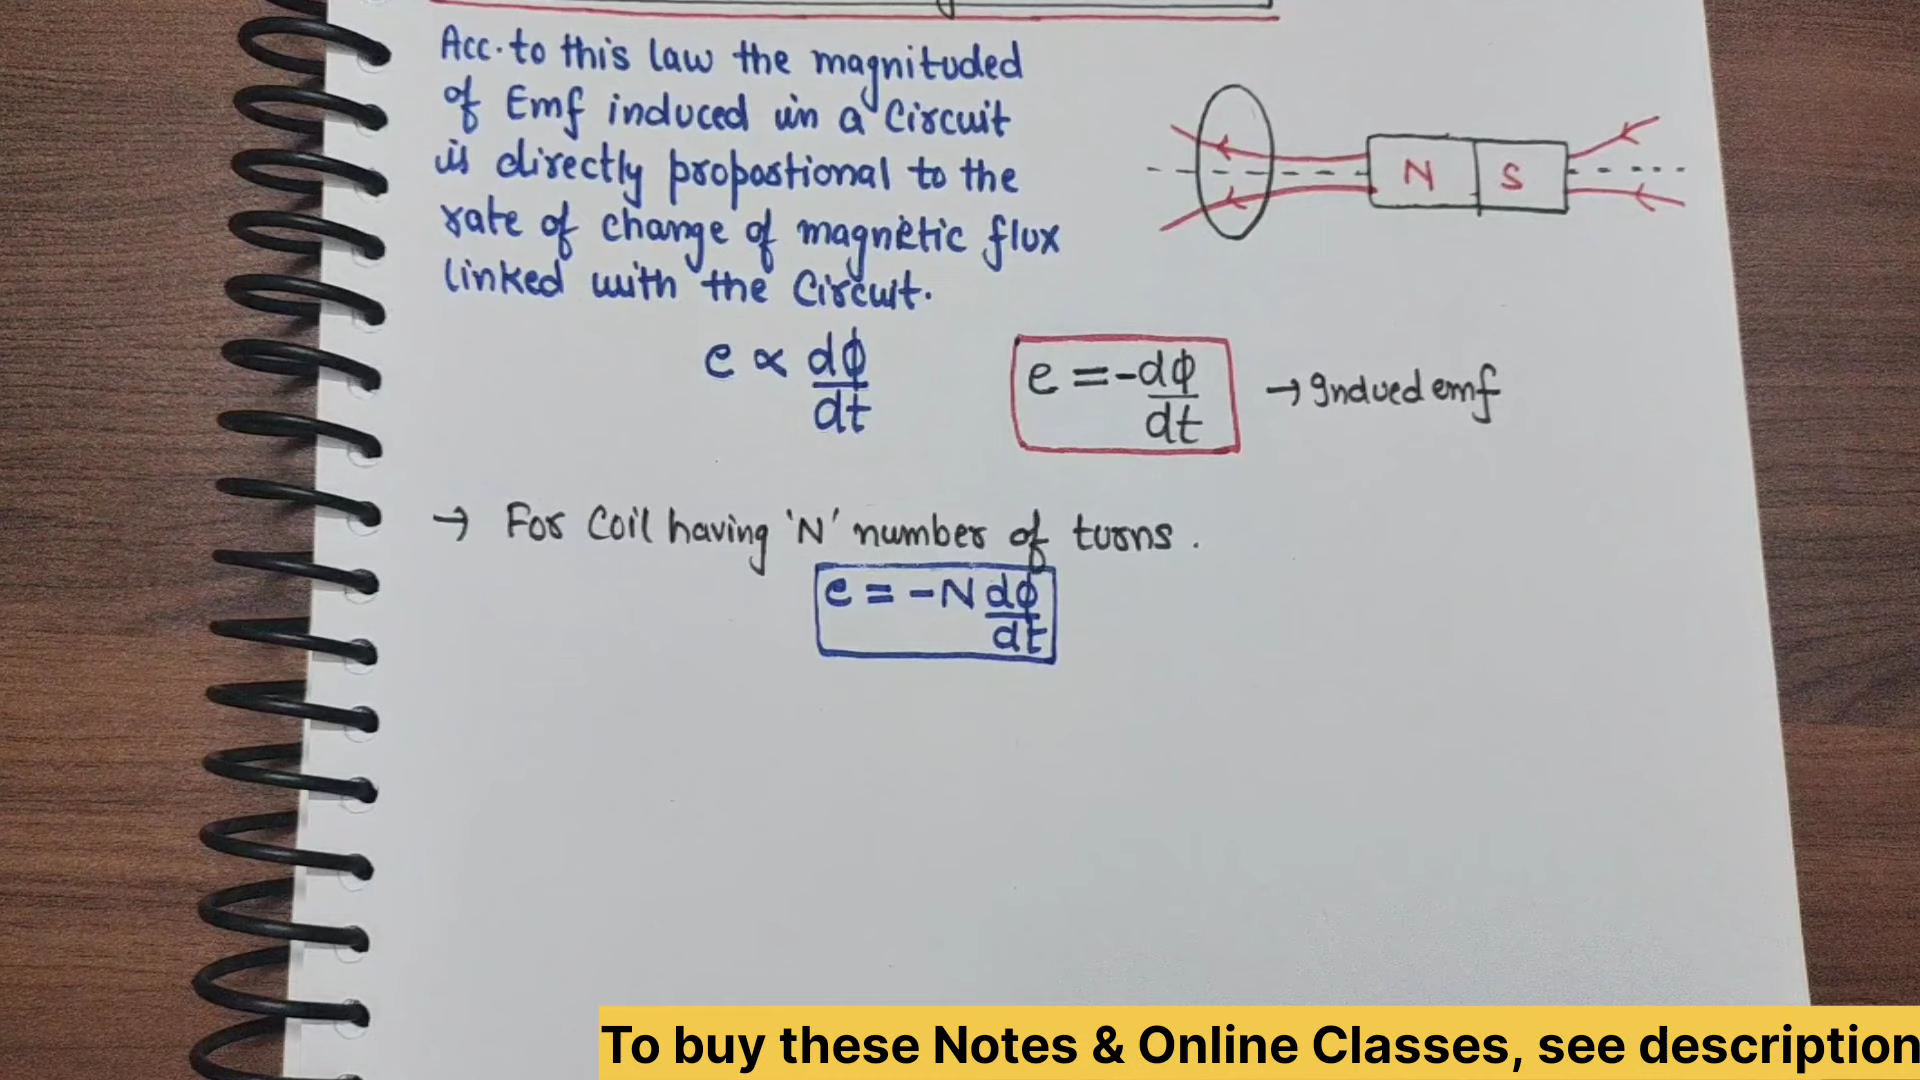 Acc. to this law the magnituded
of Emf induced in a Circuit
is directly proportional to the
rate of change of magnetic flux
linked with the Circuit.
N S
e ∝ dϕ/dt
e = -dϕ/dt → Indued emf
→ For Coil having 'N' number of turns.
e = -N dϕ/dt
To buy these Notes & Online Classes, see description